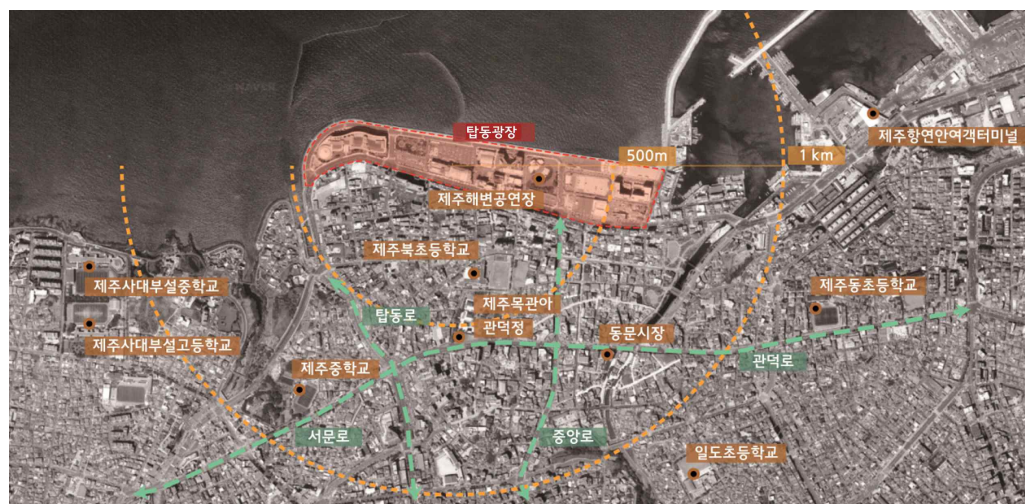 탑동광장
제주항연안여객터미널
500m
1 km
제주해변공연장
제주북초등학교
제주사대부설중학교
제주동초등학교
제주목관아
탑동로
관덕정
동문시장
제주사대부설고등학교
관덕로
제주중학교
서문로
중앙로
일도초등학교